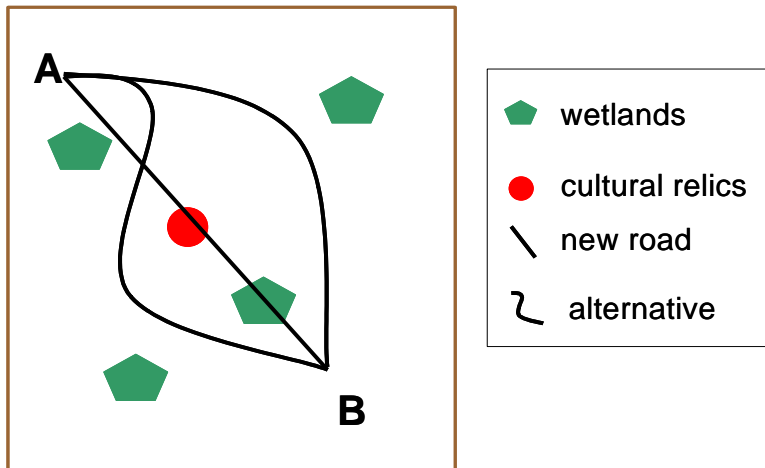 A
B
wetlands
cultural relics
new road
alternative